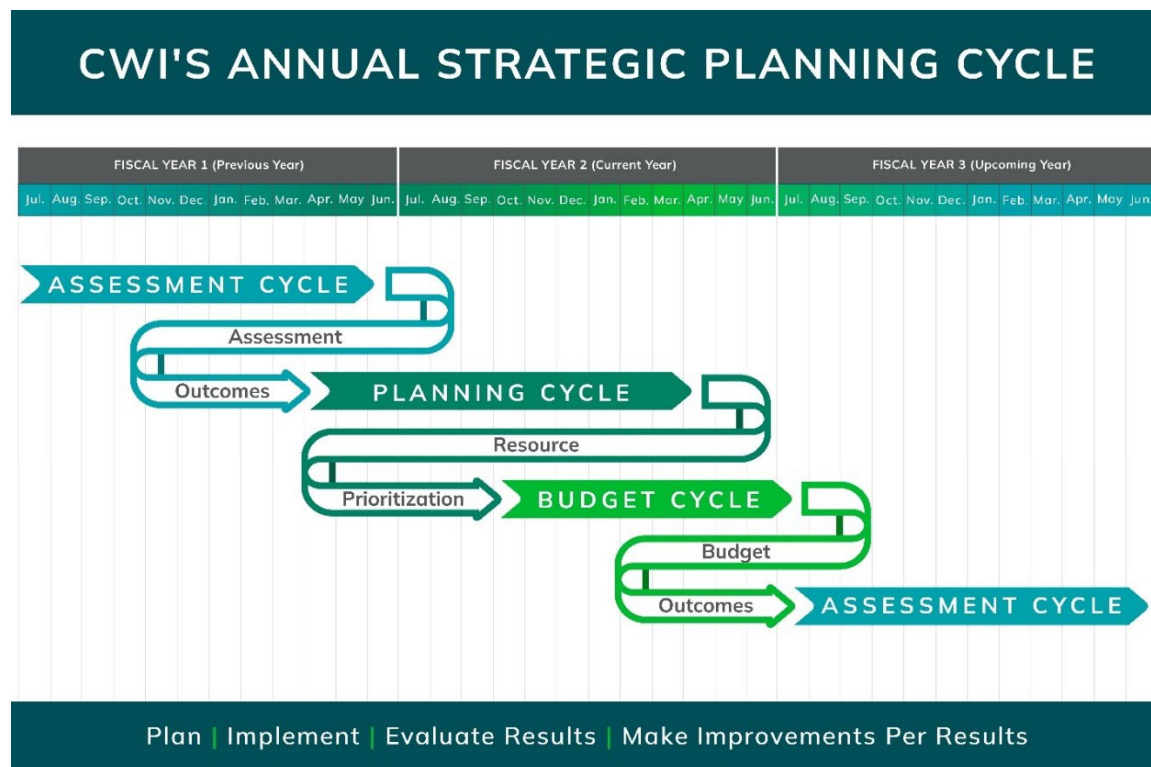 CWI'S ANNUAL STRATEGIC PLANNING CYCLE
FISCAL YEAR 1 (Previous Year) FISCAL YEAR 2 (Current Year) FISCAL YEAR 3 (Upcoming Year)
Jul. Aug. Sep. Oct. Nov. Dec. Jan. Feb. Mar. Apr. May Jun. Jul. Aug. Sep. Oct. Nov. Dec. Jan. Feb. Mar. Apr. May Jun. Jul. Aug. Sep. Oct. Nov. Dec. Jan. Feb. Mar. Apr. May Jun.
ASSESSMENT CYCLE
Assessment
Outcomes
PLANNING CYCLE
Resource
Prioritization
BUDGET CYCLE
Budget
Outcomes
ASSESSMENT CYCLE
Plan | Implement | Evaluate Results | Make Improvements Per Results